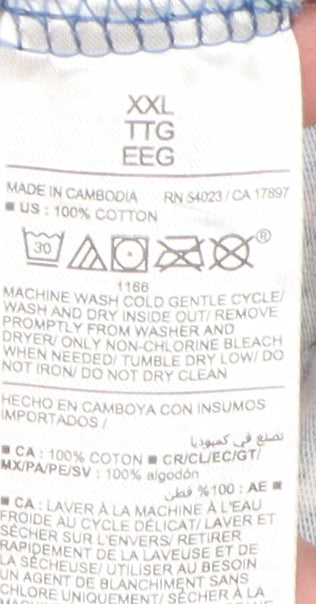 XXL
TTG
EEG
MADE IN CAMBODIA RN 54023 / CA 17897
■ US : 100% COTTON
30 ®
1166
MACHINE WASH COLD GENTLE CYCLE/
WASH AND DRY INSIDE OUT/ REMOVE
PROMPTLY FROM WASHER AND
DRYER/ ONLY NON-CHLORINE BLEACH
WHEN NEEDED/ TUMBLE DRY LOW/ DO
NOT IRON/ DO NOT DRY CLEAN
HECHO EN CAMBOYA CON INSUMOS
IMPORTADOS /
تصنع في كمبوديا
■ CA : 100% COTON ■ CR/CL/EC/GT/
MX/PA/PE/SV : 100% algodón
■ AE : 100% قطن
■ CA : LAVER À LA MACHINE À L'EAU
FROIDE AU CYCLE DÉLICAT/ LAVER ET
SÉCHER SUR L'ENVERS/ RETIRER
RAPIDEMENT DE LA LAVEUSE ET DE
LA SÉCHEUSE/ UTILISER AU BESOIN
UN AGENT DE BLANCHIMENT SANS
CHLORE UNIQUEMENT/ SÉCHER À LA